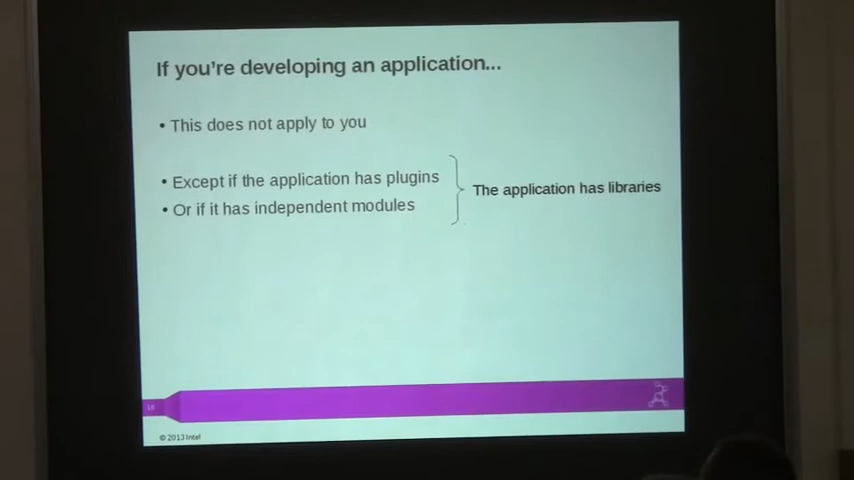 If you're developing an application...
• This does not apply to you
• Except if the application has plugins
• Or if it has independent modules
The application has libraries
16
© 2013 Intel